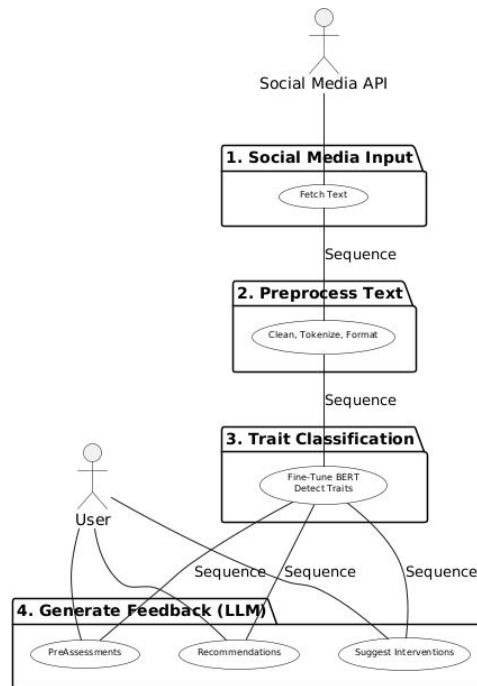 Social Media API
1. Social Media Input
Fetch Text
Sequence
2. Preprocess Text
Clean, Tokenize, Format
Sequence
3. Trait Classification
Fine-Tune BERT
Detect Traits
User
Sequence
Sequence
Sequence
4. Generate Feedback (LLM)
PreAssessments
Recommendations
Suggest Interventions